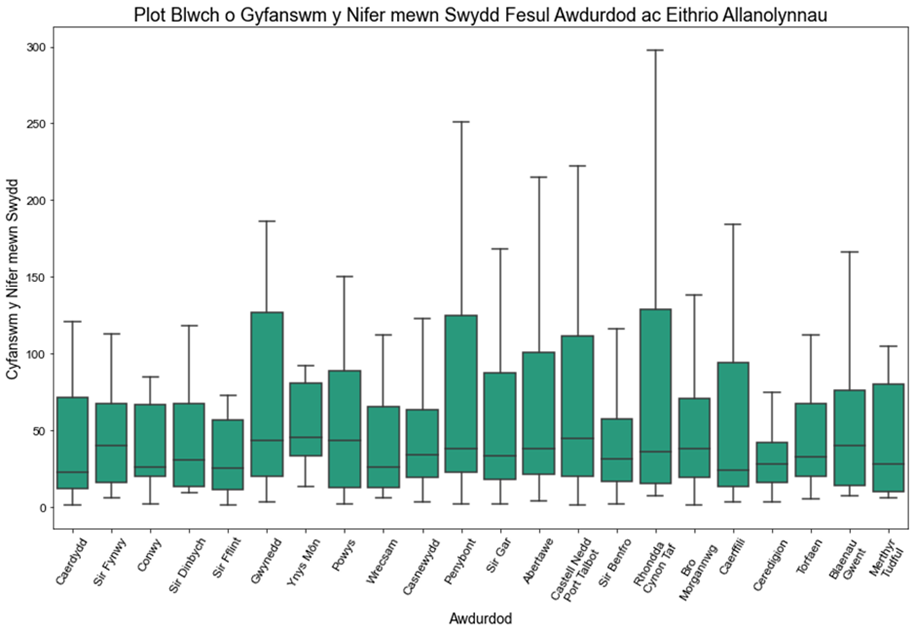 Plot Blwch o Gyfanswm y Nifer mewn Swydd Fesul Awdurdod ac Eithrio Allanolynnau
Cyfanswm y Nifer mewn Swydd
300
250
200
150
100
50
0
Caerdydd
Sir Fynwy
Conwy
Sir Dinbych
Sir Fflint
Gwynedd
Ynys Môn
Powys
Wrecsam
Casnewydd
Penybont
Sir Gar
Abertawe
Castell Nedd
Port Talbot
Sir Benfro
Rhondda
Cynon Taf
Bro
Morgannwg
Caerffili
Ceredigion
Torfaen
Blaenau
Gwent
Merthyr
Tudful
Awdurdod